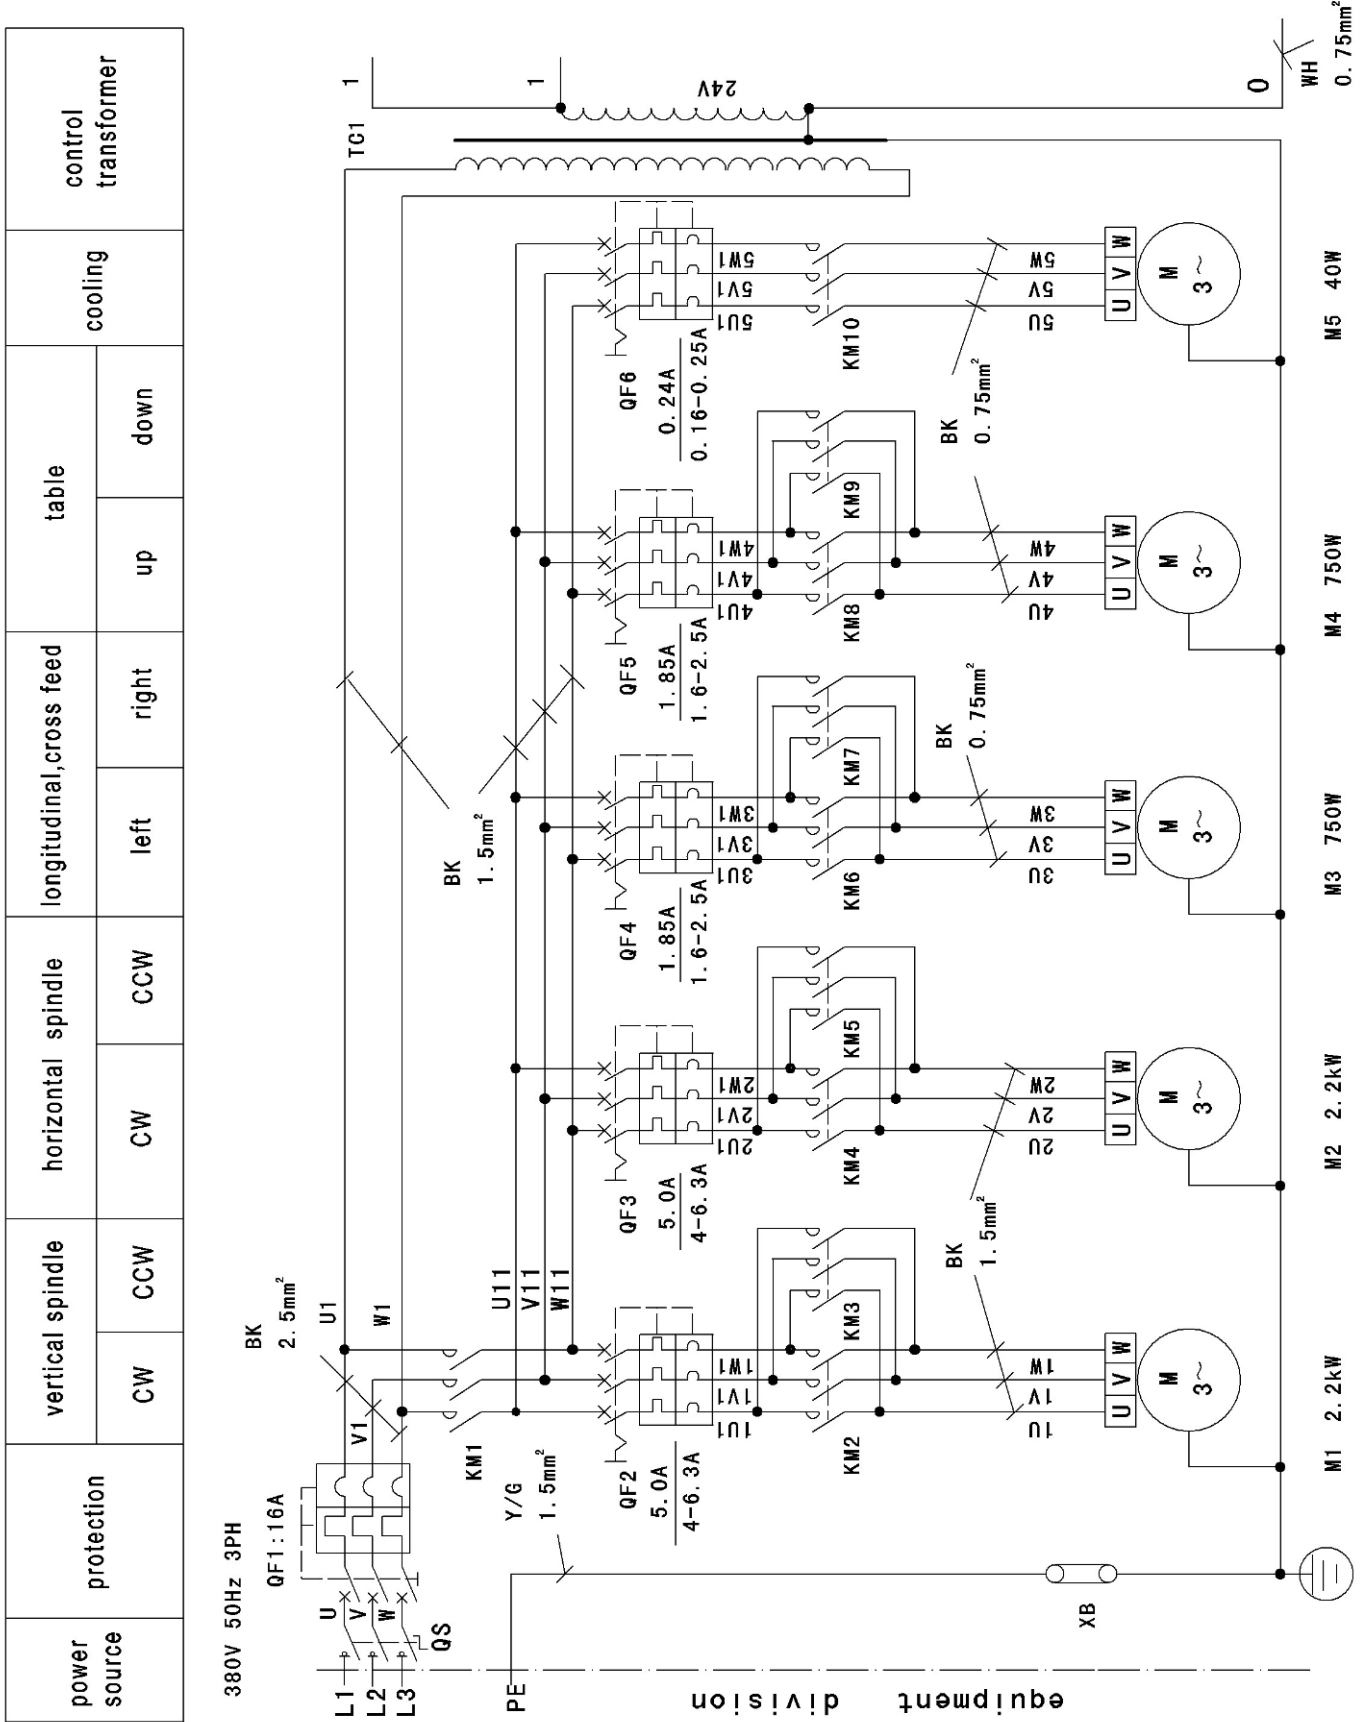 power
source
protection
vertical spindle
CW
CCW
horizontal spindle
CW
CCW
longitudinal,cross feed
left
right
table
up
down
cooling
control
transformer
380V 50Hz 3PH
QF1:16A
L1
L2
L3
U
V
W
QS
U1
V1
W1
BK
2.5mm²
KM1
U11
V11
W11
BK
1.5mm²
TC1
24V
1
1
0
WH
0.75mm²
PE
Y/G
1.5mm²
XB
equipment
division
QF2
5.0A
4-6.3A
1U1
1V1
1W1
KM2
KM3
1U
1V
1W
U
V
W
M
3~
M1 2.2kW
BK
1.5mm²
QF3
5.0A
4-6.3A
2U1
2V1
2W1
KM4
KM5
2U
2V
2W
U
V
W
M
3~
M2 2.2kW
QF4
1.85A
1.6-2.5A
3U1
3V1
3W1
KM6
KM7
3U
3V
3W
U
V
W
M
3~
M3 750W
BK
0.75mm²
QF5
1.85A
1.6-2.5A
4U1
4V1
4W1
KM8
KM9
4U
4V
4W
U
V
W
M
3~
M4 750W
BK
0.75mm²
QF6
0.24A
0.16-0.25A
5U1
5V1
5W1
KM10
5U
5V
5W
U
V
W
M
3~
M5 40W